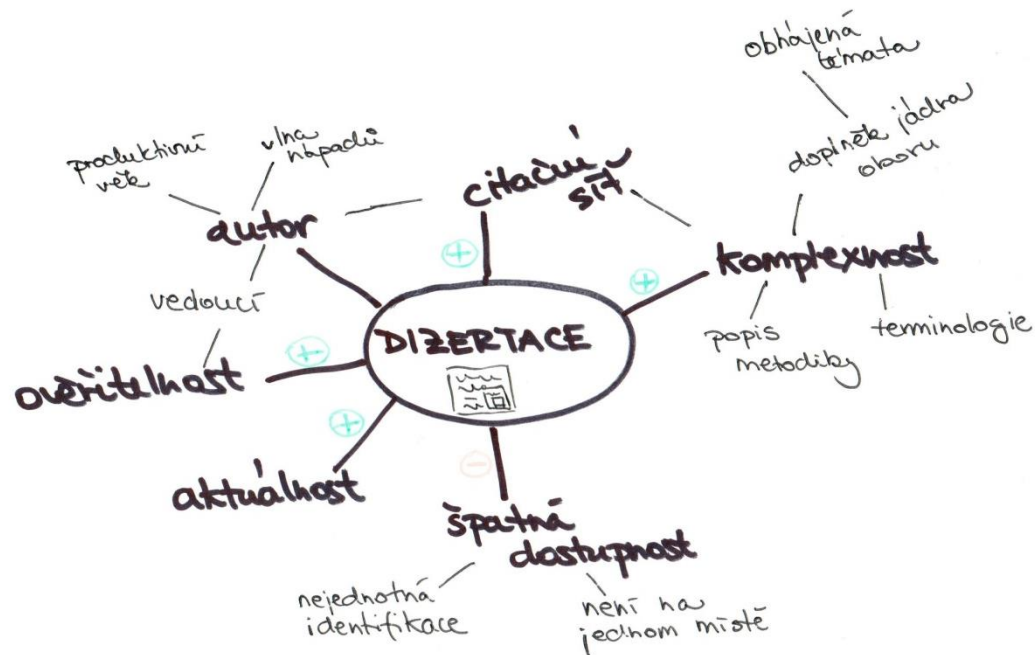 obhájená
témata
doplněk jádra
oboru
produktivní
věk
vlna
nápadů
citační
síť
autor
komplexnost
vedoucí
popis
metodiky
terminologie
DIZERTACE
ověřitelnost
aktuálnost
špatná
dostupnost
nejednotná
identifikace
není na
jednom místě